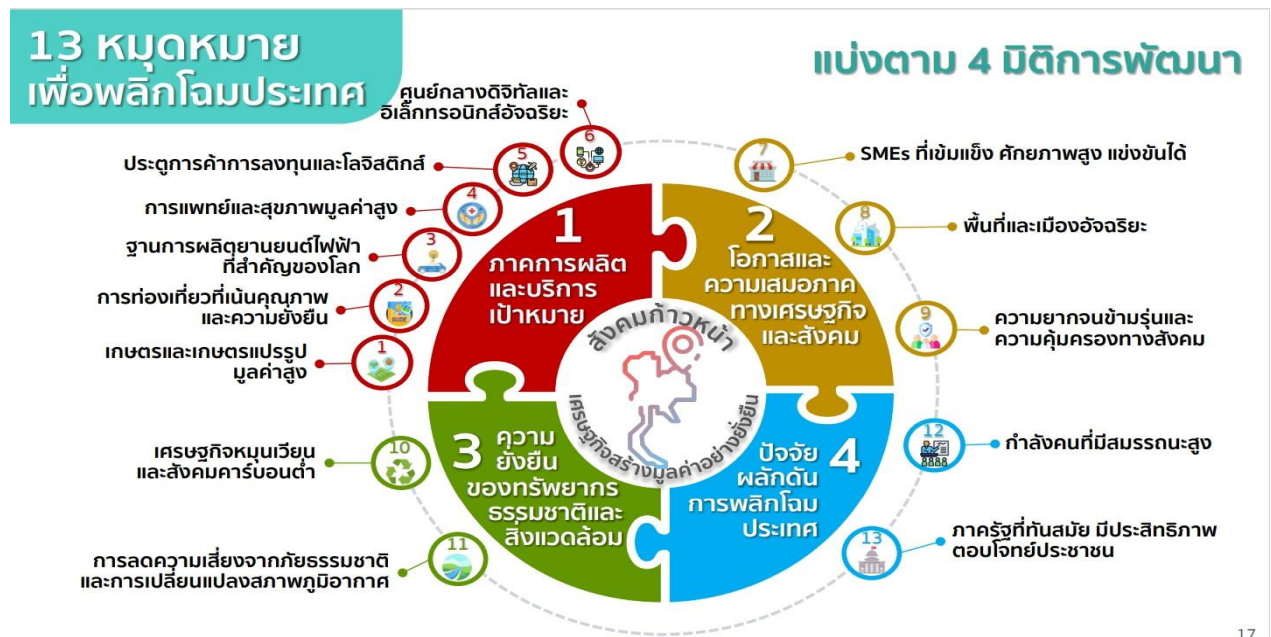 13 หมุดหมาย
เพื่อพลิกโฉมประเทศ
แบ่งตาม 4 มิติการพัฒนา
6
ศูนย์กลางดิจิทัลและ
อิเล็กทรอนิกส์อัจฉริยะ
5
ประตูการค้าการลงทุนและโลจิสติกส์
4
การแพทย์และสุขภาพมูลค่าสูง
3
ฐานการผลิตยานยนต์ไฟฟ้า
ที่สำคัญของโลก
2
GUIDE
การท่องเที่ยวที่เน้นคุณภาพ
และความยั่งยืน
1
เกษตรและเกษตรแปรรูป
มูลค่าสูง
1
ภาคการผลิต
และบริการ
เป้าหมาย
2
โอกาสและ
ความเสมอภาค
ทางเศรษฐกิจ
และสังคม
7
SMEs ที่เข้มแข็ง ศักยภาพสูง แข่งขันได้
8
พื้นที่และเมืองอัจฉริยะ
9
ความยากจนข้ามรุ่นและ
ความคุ้มครองทางสังคม
สังคมก้าวหน้า
เศรษฐกิจสร้างมูลค่าอย่างยั่งยืน
3
ความ
ยั่งยืน
ของทรัพยากร
ธรรมชาติและ
สิ่งแวดล้อม
10
เศรษฐกิจหมุนเวียน
และสังคมคาร์บอนต่ำ
11
การลดความเสี่ยงจากภัยธรรมชาติ
และการเปลี่ยนแปลงสภาพภูมิอากาศ
4
ปัจจัย
ผลักดัน
การพลิกโฉม
ประเทศ
12
กำลังคนที่มีสมรรถนะสูง
13
ภาครัฐที่ทันสมัย มีประสิทธิภาพ
ตอบโจทย์ประชาชน
17